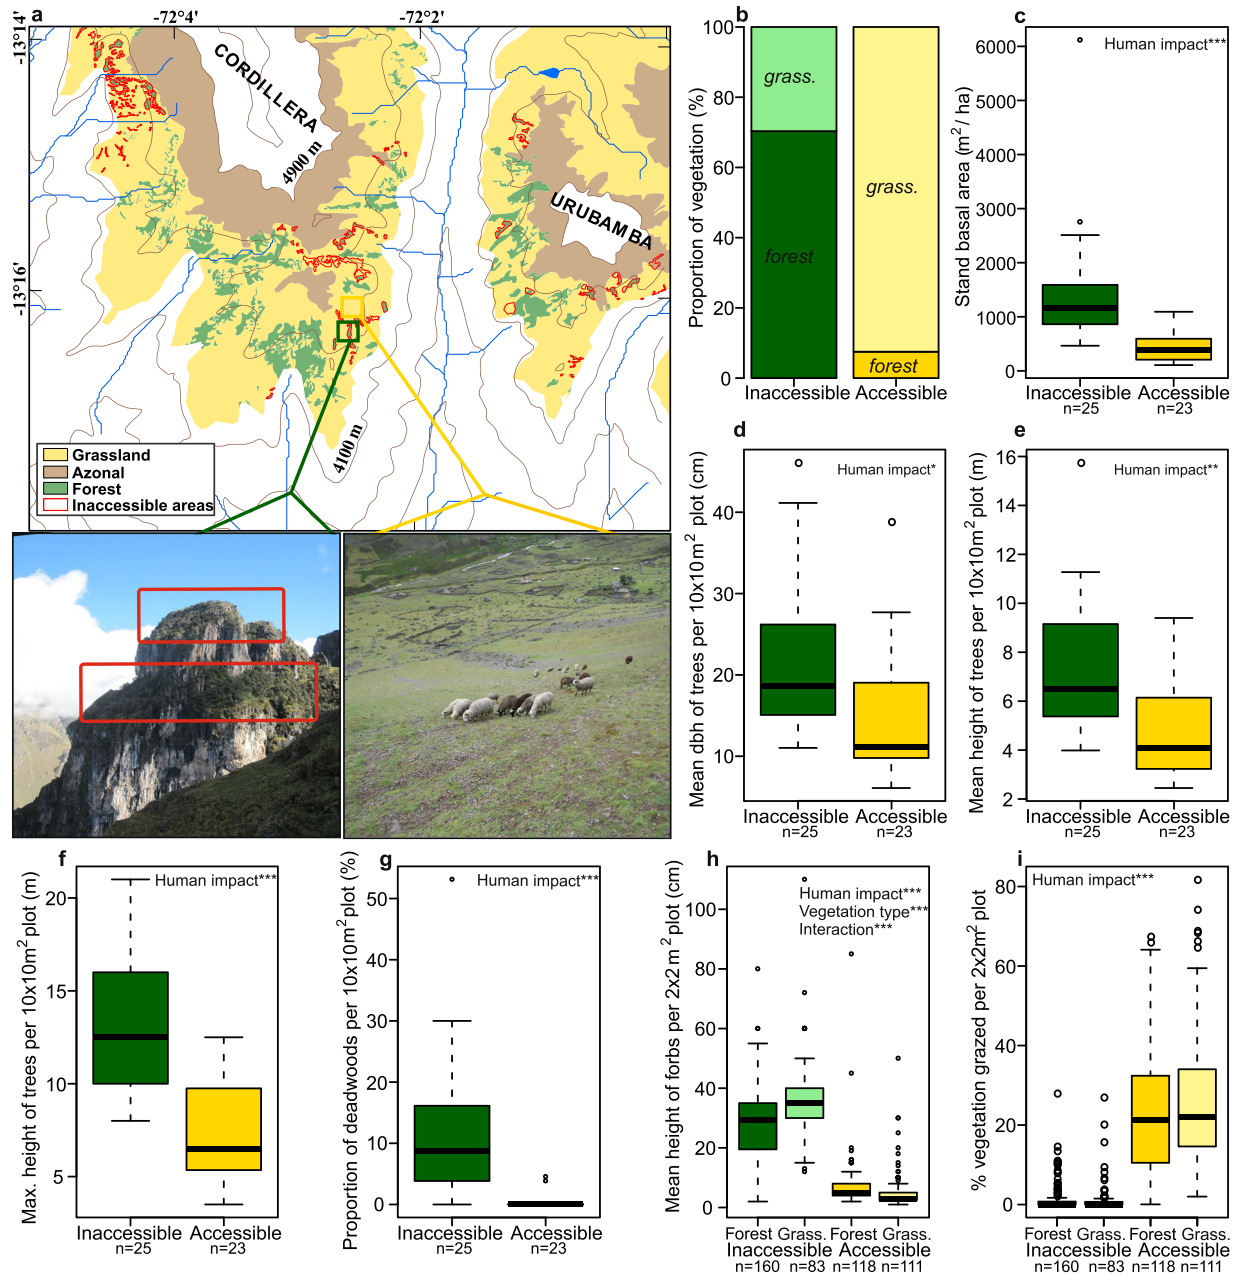 a
-72°4'
-72°2'
-13°14'
-13°16'
CORDILLERA
4900 m
URUBAMBA
4100 m
Grassland
Azonal
Forest
Inaccessible areas
b
Proportion of vegetation (%)
100
80
60
40
20
0
grass.
forest
grass.
forest
Inaccessible Accessible
c
Stand basal area (m2 / ha)
6000
5000
4000
3000
2000
1000
0
Human impact***
Inaccessible Accessible
n=25 n=23
d
Mean dbh of trees per 10x10m2 plot (cm)
40
30
20
10
Human impact*
Inaccessible Accessible
n=25 n=23
e
Mean height of trees per 10x10m2 plot (m)
16
14
12
10
8
6
4
2
Human impact**
Inaccessible Accessible
n=25 n=23
f
Max. height of trees per 10x10m2 plot (m)
20
15
10
5
Human impact***
Inaccessible Accessible
n=25 n=23
g
Proportion of deadwoods per 10x10m2 plot (%)
50
40
30
20
10
0
Human impact***
Inaccessible Accessible
n=25 n=23
h
Mean height of forbs per 2x2 m2 plot (cm)
100
80
60
40
20
0
Human impact***
Vegetation type***
Interaction***
Forest Grass. Forest Grass.
Inaccessible Accessible
n=160 n=83 n=118 n=111
i
% vegetation grazed per 2x2m2 plot
80
60
40
20
0
Human impact***
Forest Grass. Forest Grass.
Inaccessible Accessible
n=160 n=83 n=118 n=111